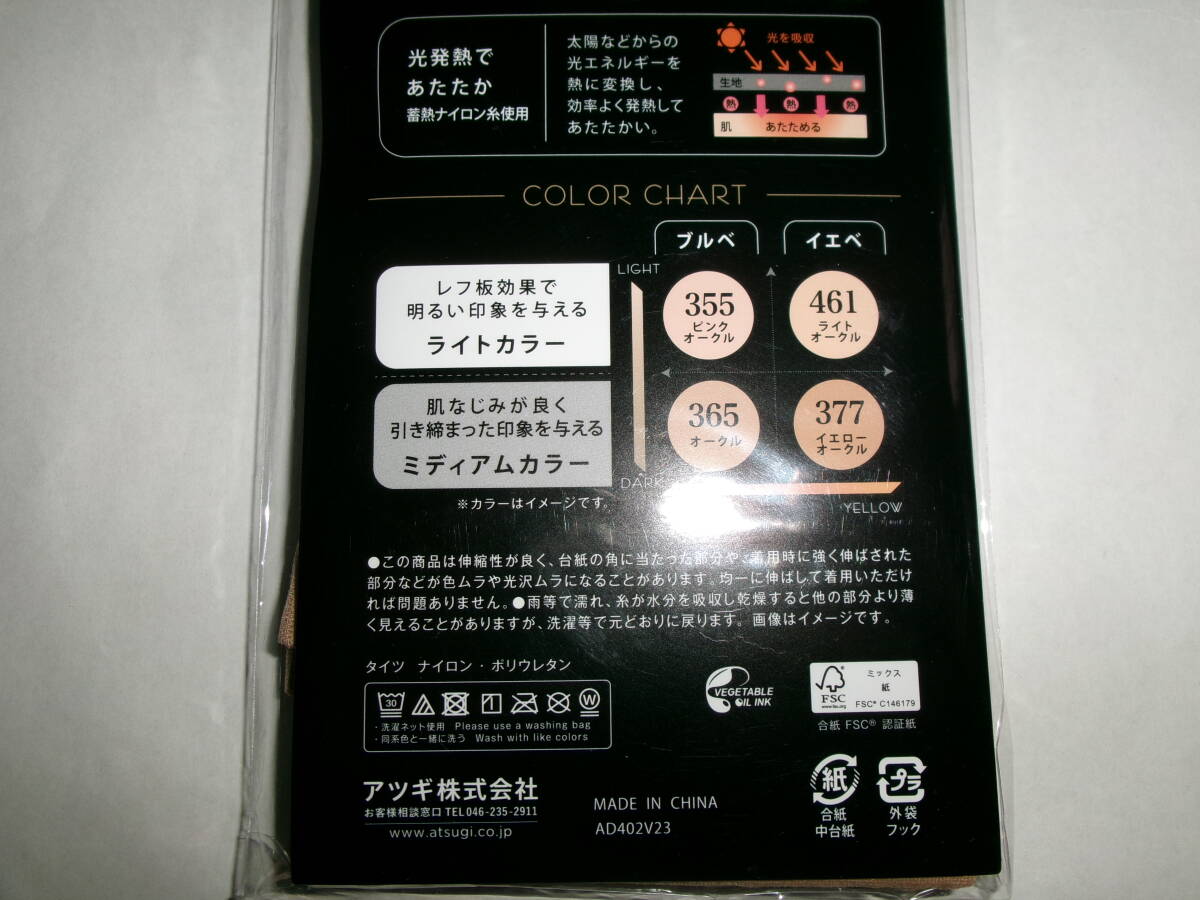 光発熱で
あたたか
蓄熱ナイロン糸使用
太陽などからの
光エネルギーを
熱に変換し、
効率よく発熱して
あたたかい。
光を吸収
生地
熱 熱 熱
肌 あたためる
COLOR CHART
ブルベ イエベ
レフ板効果で
明るい印象を与える
ライトカラー
LIGHT
355
ピンク
オークル
461
ライト
オークル
肌なじみが良く
引き締まった印象を与える
ミディアムカラー
365
オークル
377
イエロー
オークル
DARK
YELLOW
※カラーはイメージです。
●この商品は伸縮性が良く、台紙の角に当たった部分や、着用時に強く伸ばされた
部分などが色ムラや光沢ムラになることがあります。均一に伸ばして着用いただけ
れば問題ありません。●雨等で濡れ、糸が水分を吸収し乾燥すると他の部分より薄
く見えることがありますが、洗濯等で元どおりに戻ります。画像はイメージです。
タイツ ナイロン・ポリウレタン
30
W
・洗濯ネット使用 Please use a washing bag
・同系色と一緒に洗う Wash with like colors
VEGETABLE
OIL INK
FSC
www.fsc.org
ミックス
紙
FSC® C146179
台紙 FSC® 認証紙
アツギ株式会社
お客様相談窓口 TEL 046-235-2911
www.atsugi.co.jp
MADE IN CHINA
AD402V23
紙
台紙
中台紙
プラ
外袋
フック